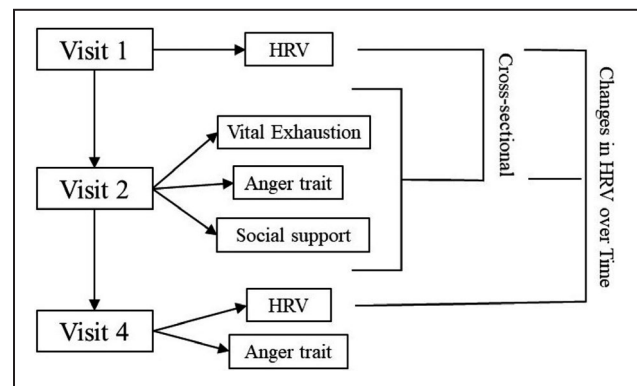 Visit 1
HRV
Vital Exhaustion
Visit 2
Anger trait
Social support
HRV
Visit 4
Anger trait
Cross-sectional
Changes in HRV over Time